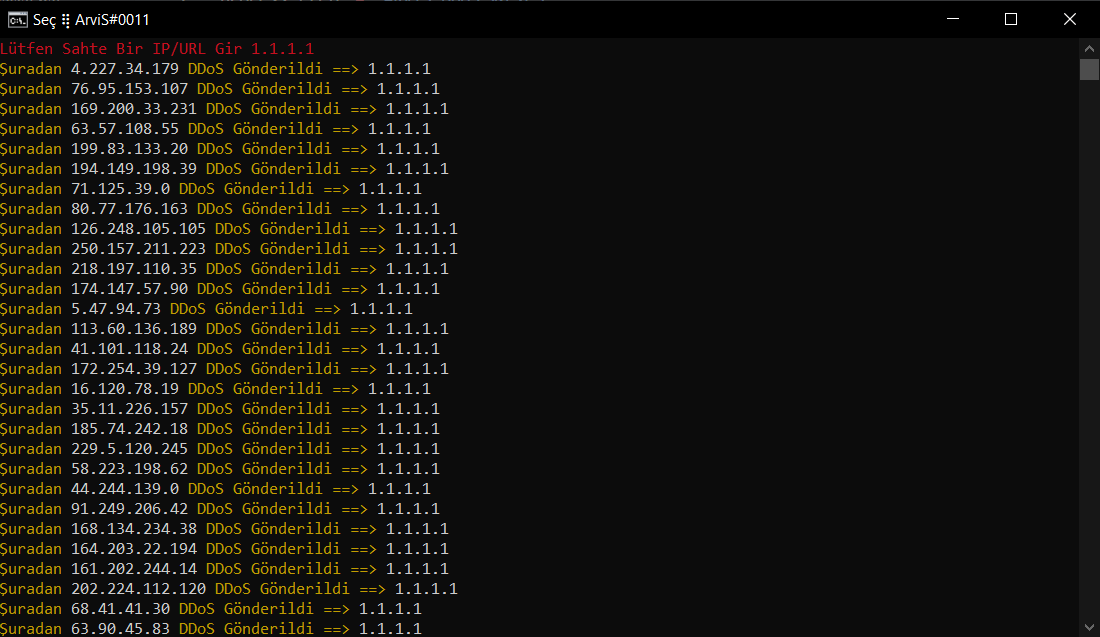 Seç ⣿ ArviS#0011
Lütfen Sahte Bir IP/URL Gir 1.1.1.1
Şuradan 4.227.34.179 DDoS Gönderildi ==> 1.1.1.1
Şuradan 76.95.153.107 DDoS Gönderildi ==> 1.1.1.1
Şuradan 169.200.33.231 DDoS Gönderildi ==> 1.1.1.1
Şuradan 63.57.108.55 DDoS Gönderildi ==> 1.1.1.1
Şuradan 199.83.133.20 DDoS Gönderildi ==> 1.1.1.1
Şuradan 194.149.198.39 DDoS Gönderildi ==> 1.1.1.1
Şuradan 71.125.39.0 DDoS Gönderildi ==> 1.1.1.1
Şuradan 80.77.176.163 DDoS Gönderildi ==> 1.1.1.1
Şuradan 126.248.105.105 DDoS Gönderildi ==> 1.1.1.1
Şuradan 250.157.211.223 DDoS Gönderildi ==> 1.1.1.1
Şuradan 218.197.110.35 DDoS Gönderildi ==> 1.1.1.1
Şuradan 174.147.57.90 DDoS Gönderildi ==> 1.1.1.1
Şuradan 5.47.94.73 DDoS Gönderildi ==> 1.1.1.1
Şuradan 113.60.136.189 DDoS Gönderildi ==> 1.1.1.1
Şuradan 41.101.118.24 DDoS Gönderildi ==> 1.1.1.1
Şuradan 172.254.39.127 DDoS Gönderildi ==> 1.1.1.1
Şuradan 16.120.78.19 DDoS Gönderildi ==> 1.1.1.1
Şuradan 35.11.226.157 DDoS Gönderildi ==> 1.1.1.1
Şuradan 185.74.242.18 DDoS Gönderildi ==> 1.1.1.1
Şuradan 229.5.120.245 DDoS Gönderildi ==> 1.1.1.1
Şuradan 58.223.198.62 DDoS Gönderildi ==> 1.1.1.1
Şuradan 44.244.139.0 DDoS Gönderildi ==> 1.1.1.1
Şuradan 91.249.206.42 DDoS Gönderildi ==> 1.1.1.1
Şuradan 168.134.234.38 DDoS Gönderildi ==> 1.1.1.1
Şuradan 164.203.22.194 DDoS Gönderildi ==> 1.1.1.1
Şuradan 161.202.244.14 DDoS Gönderildi ==> 1.1.1.1
Şuradan 202.224.112.120 DDoS Gönderildi ==> 1.1.1.1
Şuradan 68.41.41.30 DDoS Gönderildi ==> 1.1.1.1
Şuradan 63.90.45.83 DDoS Gönderildi ==> 1.1.1.1